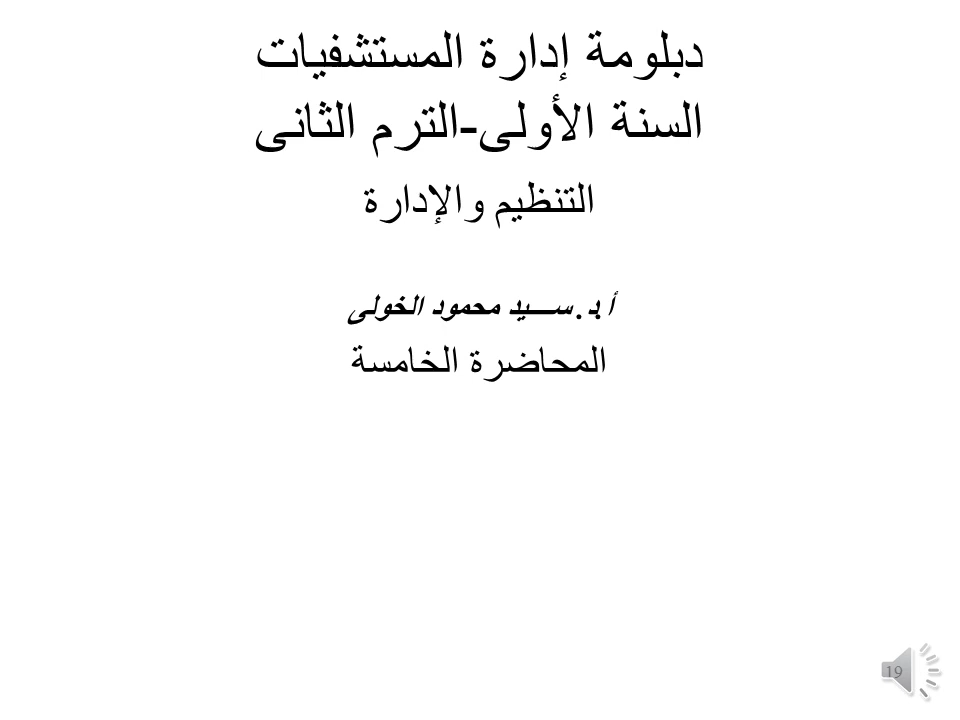 دبلومة إدارة المستشفيات
السنة الأولى-الترم الثانى
التنظيم والإدارة
أ.د.ســـيد محمود الخولى
المحاضرة الخامسة
19